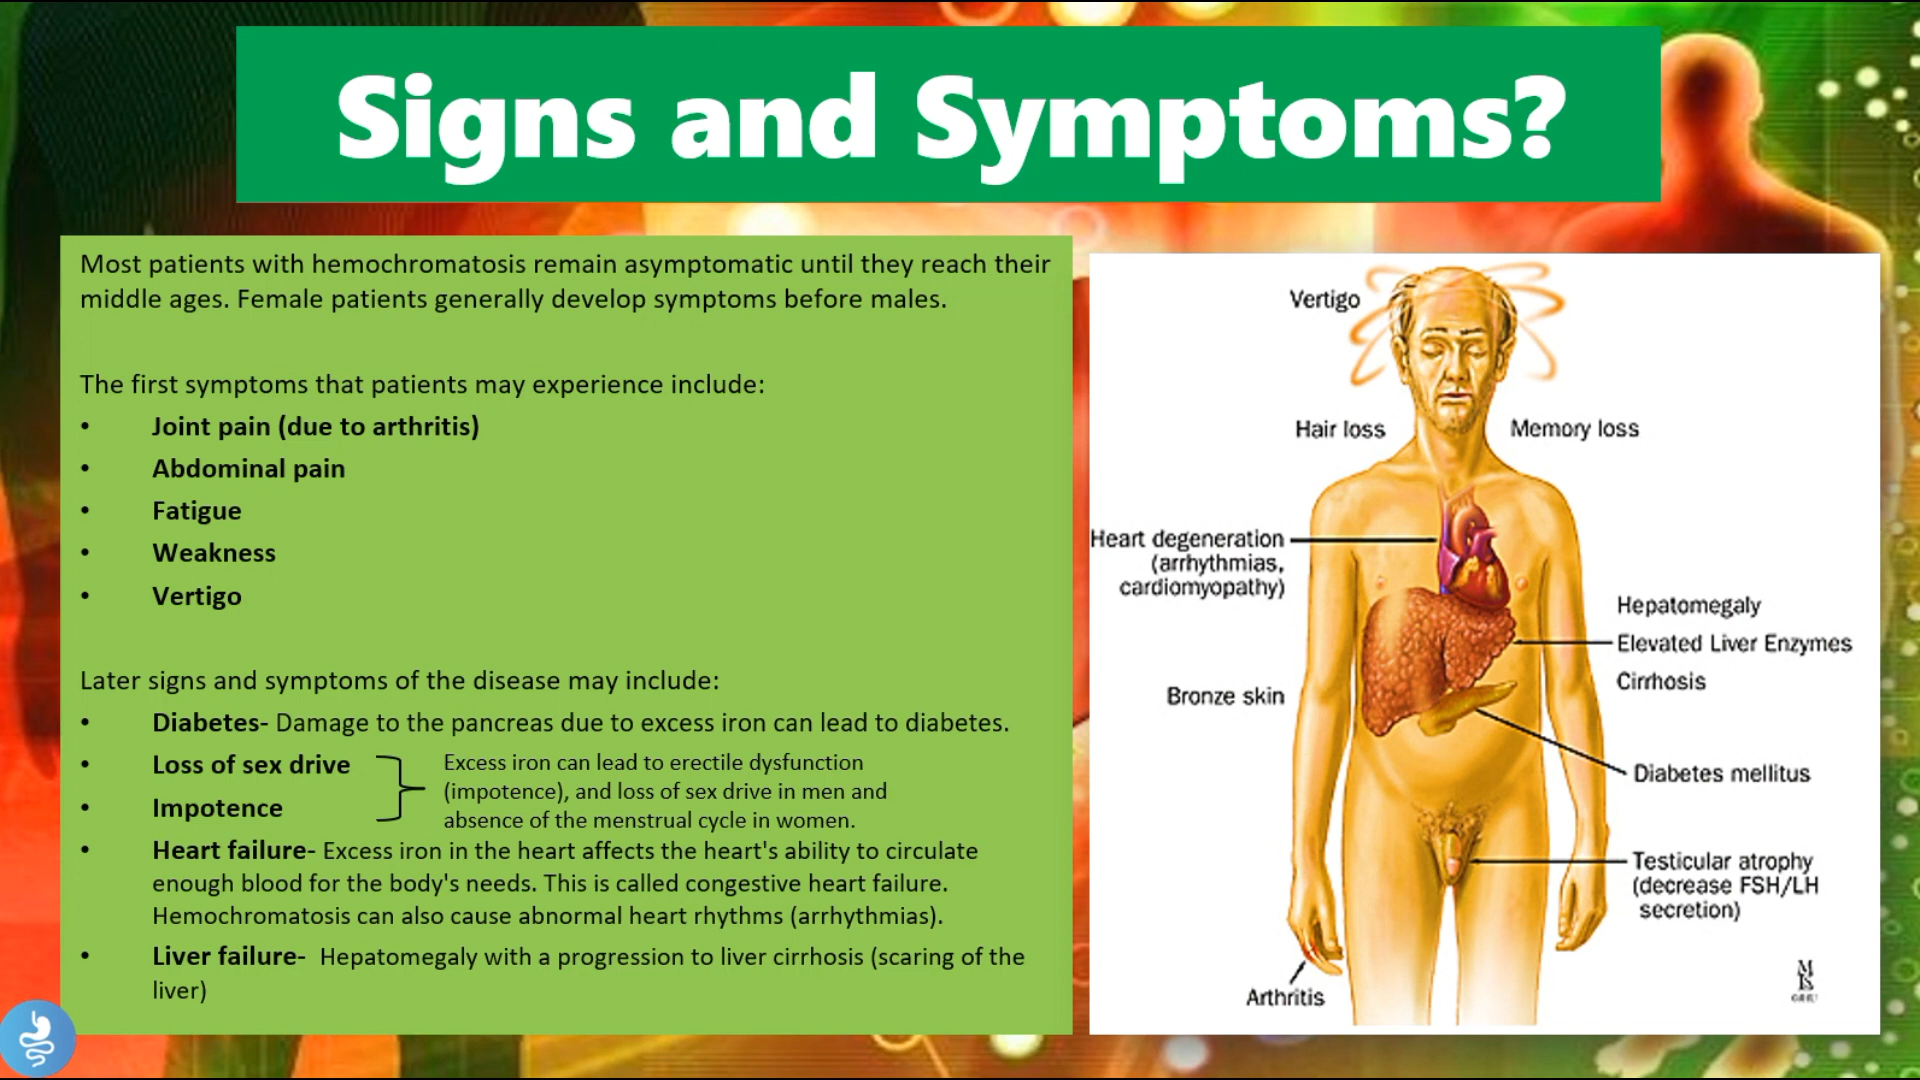 Signs and Symptoms?
Most patients with hemochromatosis remain asymptomatic until they reach their
middle ages. Female patients generally develop symptoms before males.
The first symptoms that patients may experience include:
• Joint pain (due to arthritis)
• Abdominal pain
• Fatigue
• Weakness
• Vertigo
Later signs and symptoms of the disease may include:
• Diabetes- Damage to the pancreas due to excess iron can lead to diabetes.
• Loss of sex drive
• Impotence
Excess iron can lead to erectile dysfunction
(impotence), and loss of sex drive in men and
absence of the menstrual cycle in women.
• Heart failure- Excess iron in the heart affects the heart's ability to circulate
enough blood for the body's needs. This is called congestive heart failure.
Hemochromatosis can also cause abnormal heart rhythms (arrhythmias).
• Liver failure- Hepatomegaly with a progression to liver cirrhosis (scaring of the
liver)
Vertigo
Hair loss
Memory loss
Heart degeneration
(arrhythmias,
cardiomyopathy)
Hepatomegaly
Elevated Liver Enzymes
Cirrhosis
Bronze skin
Diabetes mellitus
Testicular atrophy
(decrease FSH/LH
secretion)
Arthritis